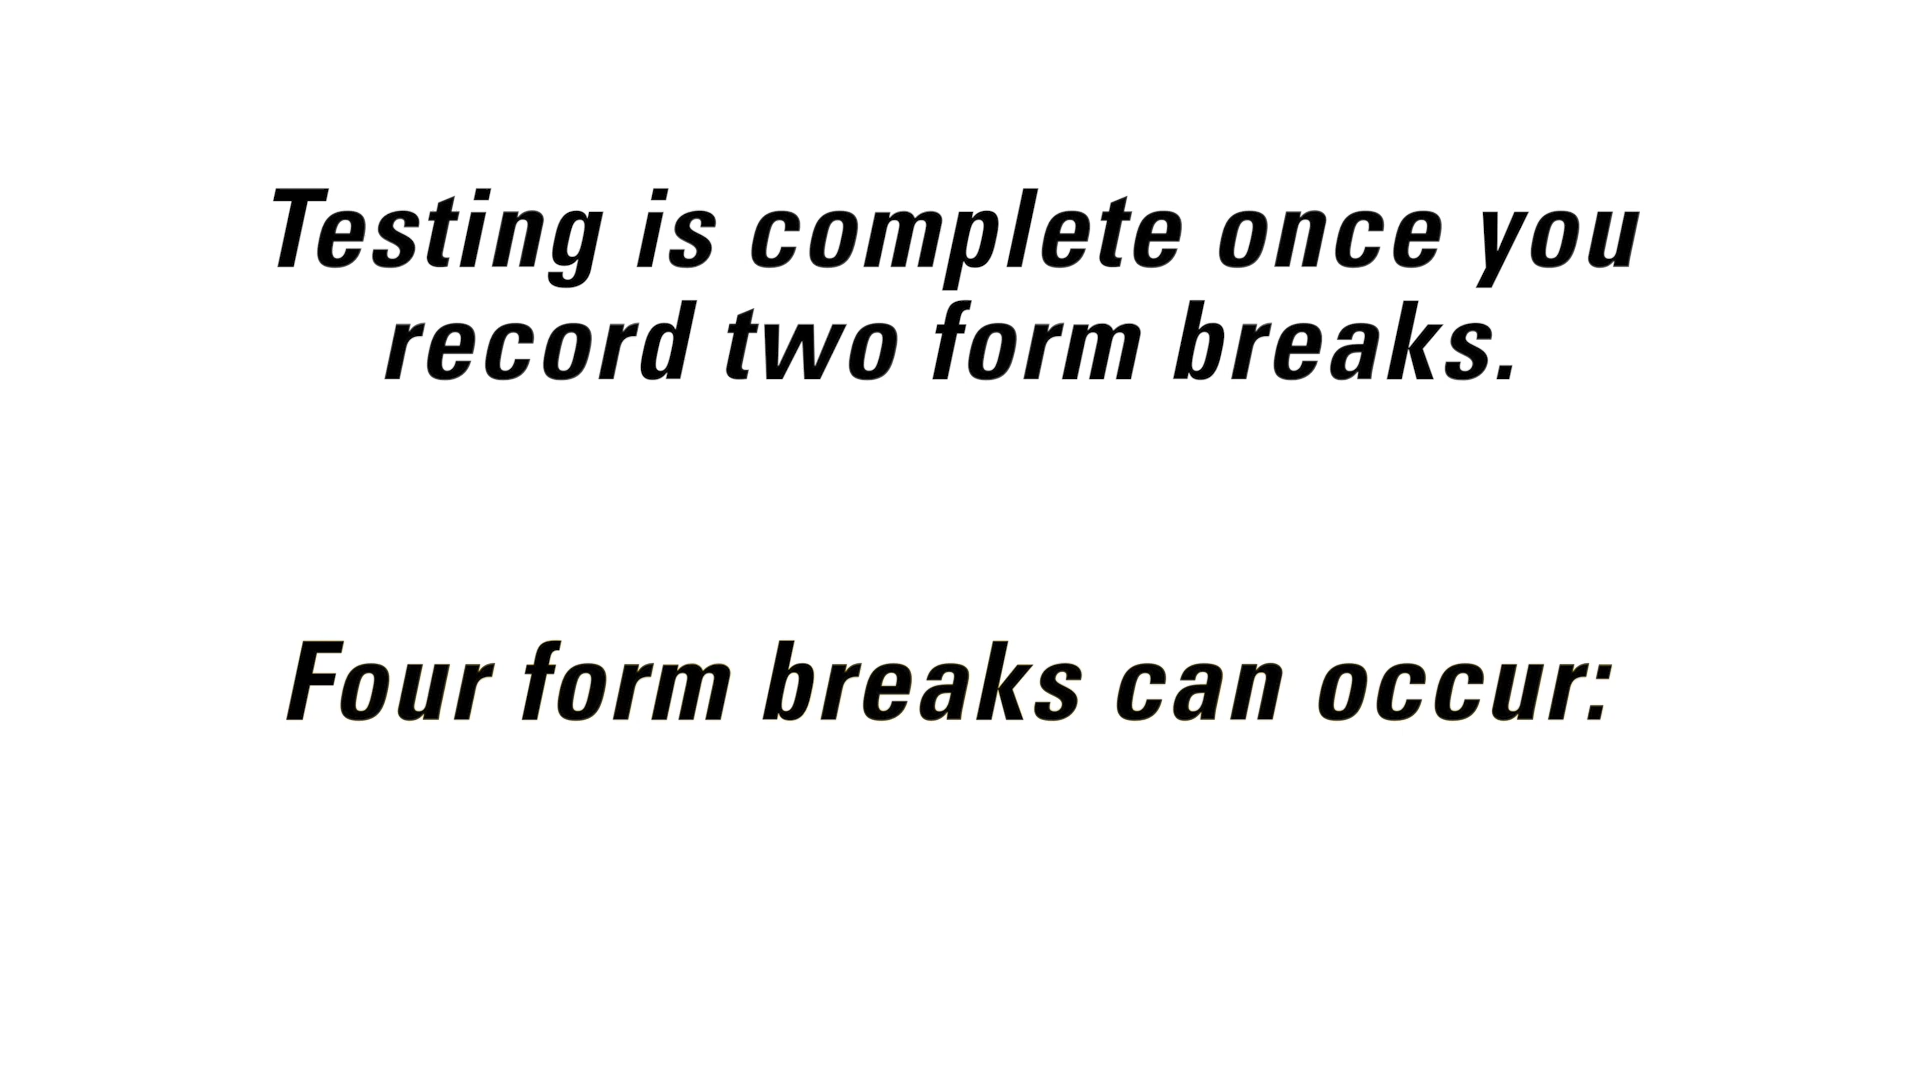 Testing is complete once you
record two form breaks.
Four form breaks can occur: